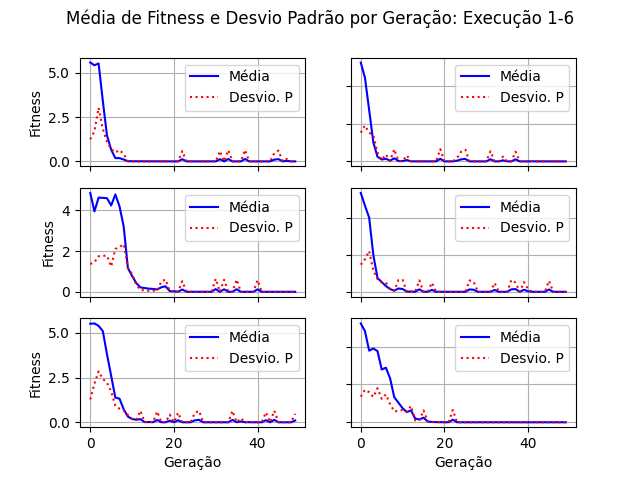 Média de Fitness e Desvio Padrão por Geração: Execução 1-6
5.0
2.5
0.0
Fitness
Média
Desvio. P
Média
Desvio. P
4
2
0
Fitness
Média
Desvio. P
Média
Desvio. P
5.0
2.5
0.0
Fitness
Média
Desvio. P
Média
Desvio. P
0 20 40
0 20 40
Geração
Geração